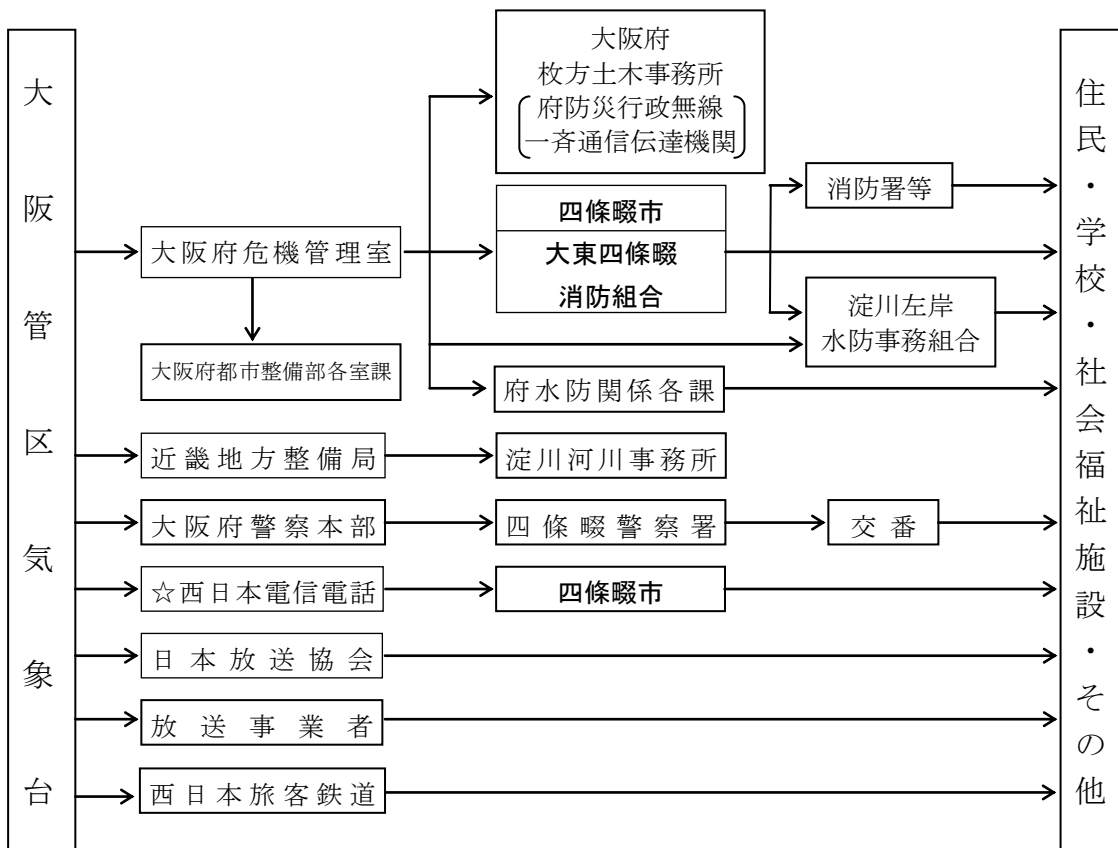 大阪管区気象台
大阪府
枚方土木事務所
府防災行政無線
一斉通信伝達機関
消防署等
四條畷市
大阪府危機管理室
大東四條畷
消防組合
淀川左岸
水防事務組合
大阪府都市整備部各室課
府水防関係各課
近畿地方整備局
淀川河川事務所
大阪府警察本部
四條畷警察署
交番
☆西日本電信電話
四條畷市
日本放送協会
放送事業者
西日本旅客鉄道
住民・学校・社会福祉施設・その他